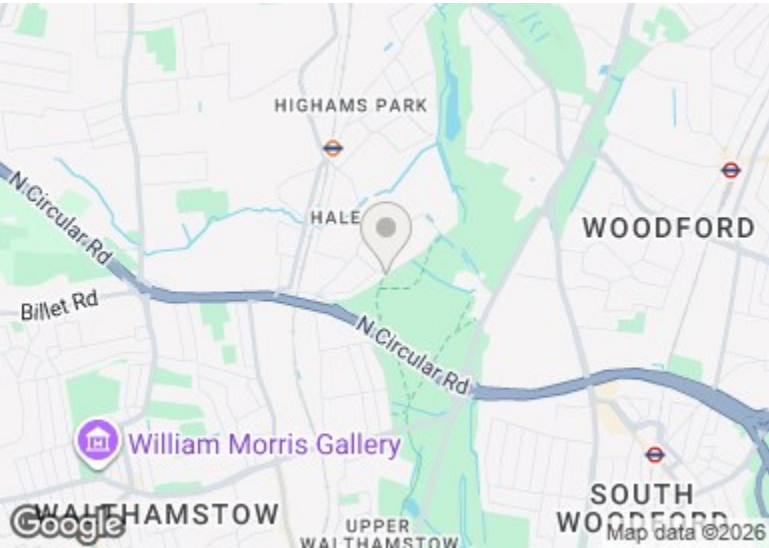 HIGHAMS PARK
N Circular Rd
HALE
WOODFORD
Billet Rd
N Circular Rd
William Morris Gallery
SOUTH
WOODFORD
WALTHAMSTOW
UPPER
WALTHAMSTOW
Google
Map data ©2026